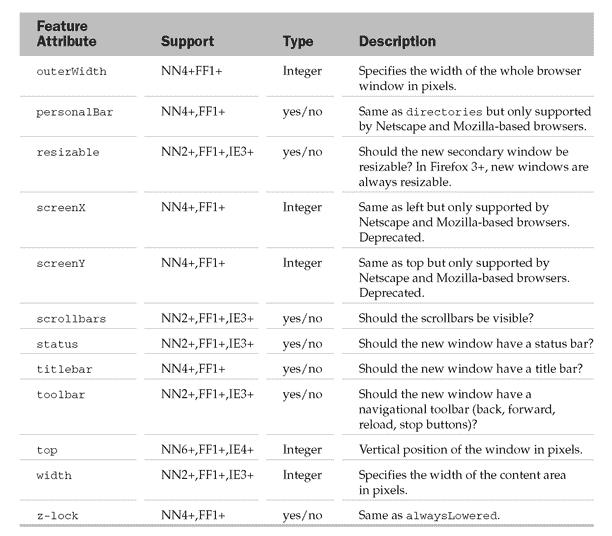 Feature
Attribute Support Type Description
outerWidth NN4+FF1+ Integer Specifies the width of the whole browser
window in pixels.
personalBar NN4+,FF1+ yes/no Same as directories but only supported
by Netscape and Mozilla-based browsers.
resizable NN2+,FF1+,IE3+ yes/no Should the new secondary window be
resizable? In Firefox 3+, new windows are
always resizable.
screenX NN4+,FF1+ Integer Same as left but only supported by
Netscape and Mozilla-based browsers.
Deprecated.
screenY NN4+,FF1+ Integer Same as top but only supported by
Netscape and Mozilla-based browsers.
Deprecated.
scrollbars NN2+,FF1+,IE3+ yes/no Should the scrollbars be visible?
status NN2+,FF1+,IE3+ yes/no Should the new window have a status bar?
titlebar NN4+,FF1+ yes/no Should the new window have a title bar?
toolbar NN2+,FF1+,IE3+ yes/no Should the new window have a
navigational toolbar (back, forward,
reload, stop buttons)?
top NN6+,FF1+,IE4+ Integer Vertical position of the window in pixels.
width NN2+,FF1+,IE3+ Integer Specifies the width of the content area
in pixels.
z-lock NN4+,FF1+ yes/no Same as alwaysLowered.